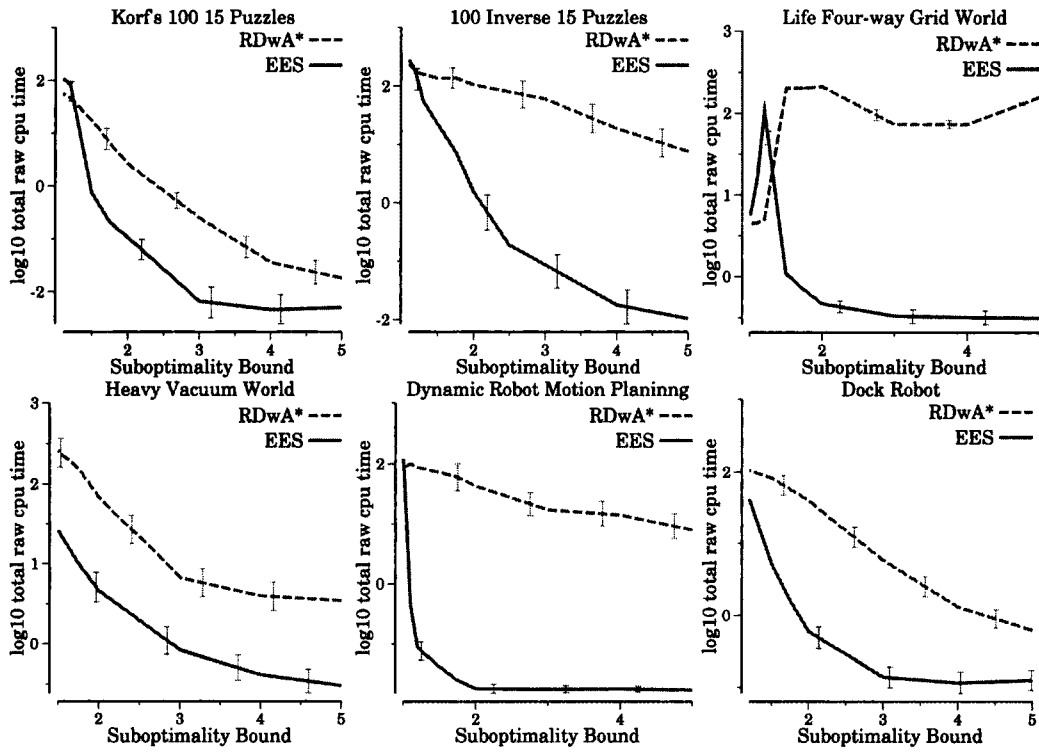 Korf's 100 15 Puzzles
RDwA*
EES
log10 total raw cpu time
2
0
-2
2 3 4 5
Suboptimality Bound
100 Inverse 15 Puzzles
RDwA*
EES
log10 total raw cpu time
2
0
-2
2 3 4 5
Suboptimality Bound
Life Four-way Grid World
RDwA*
EES
log10 total raw cpu time
3
2
1
0
2 4
Suboptimality Bound
Heavy Vacuum World
RDwA*
EES
log10 total raw cpu time
3
2
1
0
2 3 4 5
Suboptimality Bound
Dynamic Robot Motion Planinng
RDwA*
EES
log10 total raw cpu time
2
0
2 3 4 5
Suboptimality Bound
Dock Robot
RDwA*
EES
log10 total raw cpu time
2
0
2 3 4 5
Suboptimality Bound